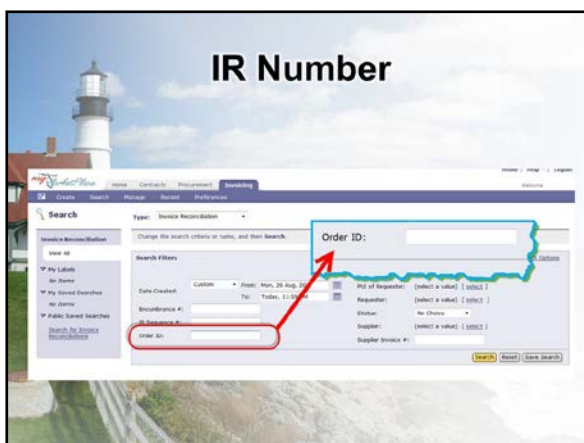 IR Number
Home | Help | Logout
my MarketPlace
Home Contracts Procurement Invoicing
Welcome
Create Search Manage Recent Preferences
Search
Type: Invoice Reconciliation
Invoice Reconciliation
View All
My Labels
No Items
My Saved Searches
No Items
Public Saved Searches
Search for Invoice
Reconciliations
Change the search criteria or name, and then Search.
Search Filters
Options
Date Created: Custom From: Mon, 26 Aug, 20
To: Today, 11:59 PM
Encumbrance #:
IR Sequence #:
Order ID:
Order ID:
PUI of Requester: (select a value) [ select ]
Requester: (select a value) [ select ]
Status: No Choice
Supplier: (select a value) [ select ]
Supplier Invoice #:
Search Reset Save Search